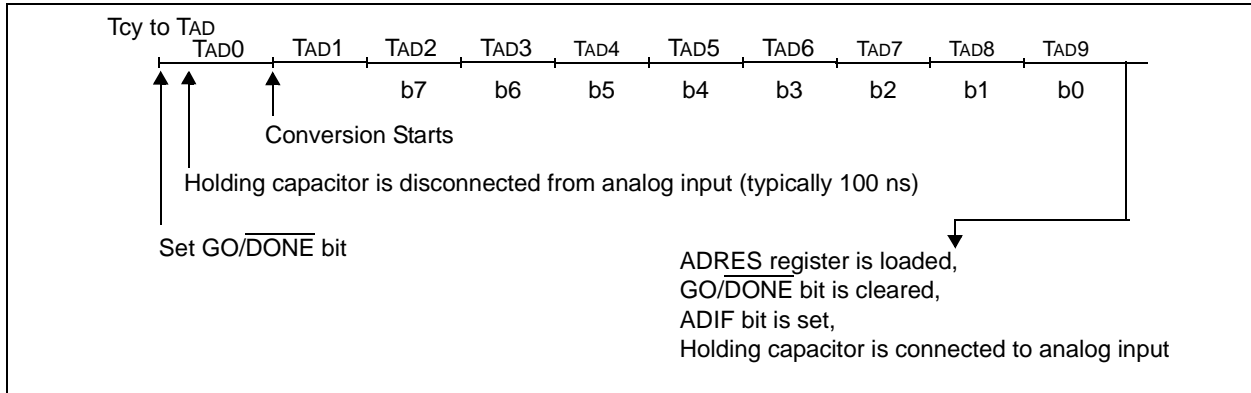 Tcy to TAD
TAD0 TAD1 TAD2 TAD3 TAD4 TAD5 TAD6 TAD7 TAD8 TAD9
b7 b6 b5 b4 b3 b2 b1 b0
Conversion Starts
Holding capacitor is disconnected from analog input (typically 100 ns)
Set GO/DONE bit
ADRES register is loaded,
GO/DONE bit is cleared,
ADIF bit is set,
Holding capacitor is connected to analog input